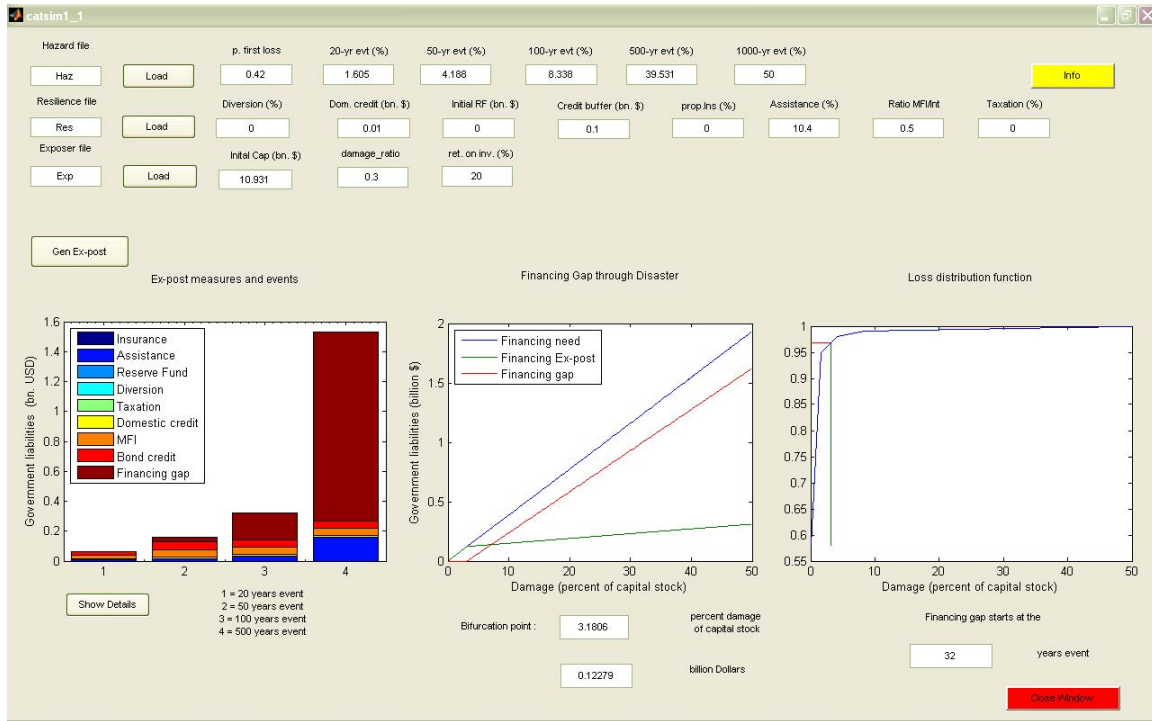 catsim1_1
Hazard file
p. first loss
20-yr evt (%)
50-yr evt (%)
100-yr evt (%)
500-yr evt (%)
1000-yr evt (%)
Haz
Load
0.42
1.605
4.188
8.338
39.531
50
Info
Resilience file
Diversion (%)
Dom. credit (bn. $)
Initial RF (bn. $)
Credit buffer (bn. $)
prop.Ins (%)
Assistance (%)
Ratio MFI/Int
Taxation (%)
Res
Load
0
0.01
0
0.1
0
10.4
0.5
0
Exposer file
Inital Cap (bn. $)
damage_ratio
ret. on inv. (%)
Exp
Load
10.931
0.3
20
Gen Ex-post
Ex-post measures and events
Government liabilities (bn. USD)
1.6
1.4
1.2
1
0.8
0.6
0.4
0.2
0
Insurance
Assistance
Reserve Fund
Diversion
Taxation
Domestic credit
MFI
Bond credit
Financing gap
1
2
3
4
Show Details
1 = 20 years event
2 = 50 years event
3 = 100 years event
4 = 500 years event
Financing Gap through Disaster
Government liabilities (billion $)
2
1.5
1
0.5
0
Financing need
Financing Ex-post
Financing gap
0
10
20
30
40
50
Damage (percent of capital stock)
Bifurcation point :
3.1806
percent damage
of capital stock
0.12279
billion Dollars
Loss distribution function
1
0.95
0.9
0.85
0.8
0.75
0.7
0.65
0.6
0.55
0
10
20
30
40
50
Damage (percent of capital stock)
Financing gap starts at the
32
years event
Close Window